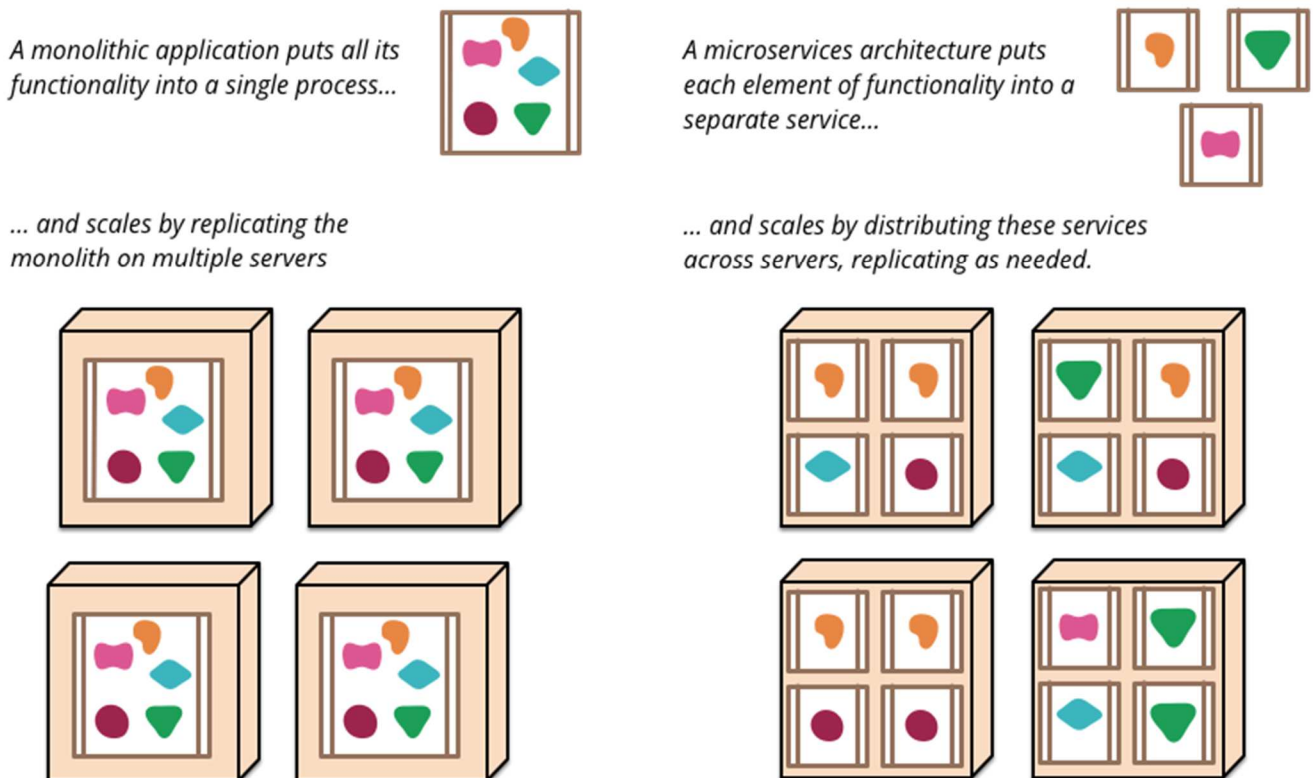 A monolithic application puts all its
functionality into a single process...
... and scales by replicating the
monolith on multiple servers
A microservices architecture puts
each element of functionality into a
separate service...
... and scales by distributing these services
across servers, replicating as needed.